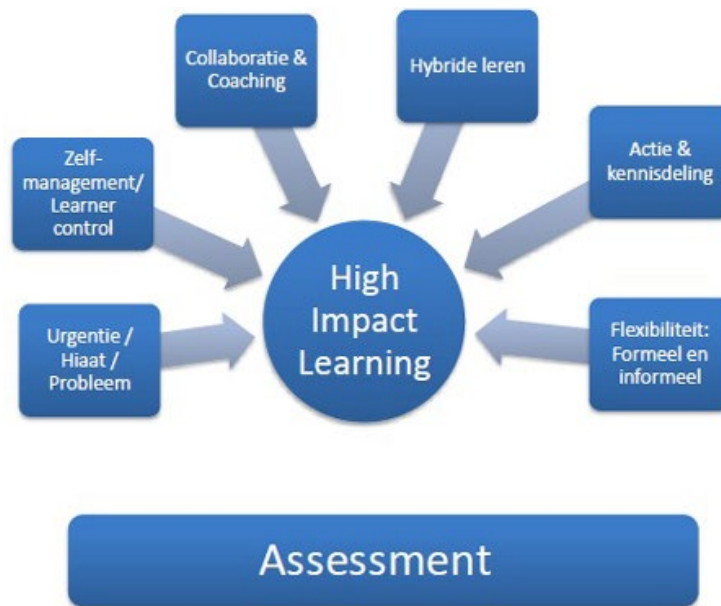 Collaboratie &
Coaching
Hybride leren
Zelf-
management/
Learner
control
Actie &
kennisdeling
High
Impact
Learning
Urgentie /
Hiaat /
Probleem
Flexibiliteit:
Formeel en
informeel
Assessment